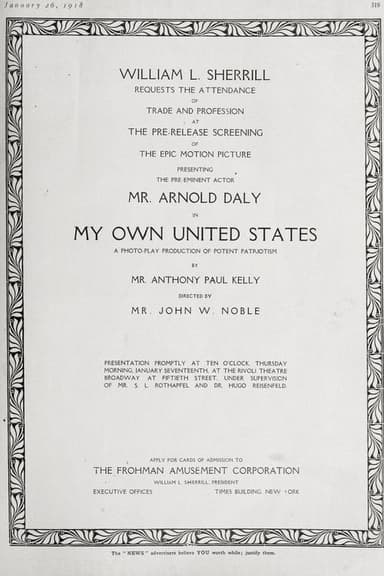 January 26, 1918 319
WILLIAM L. SHERRILL
REQUESTS THE ATTENDANCE
OF
TRADE AND PROFESSION
AT
THE PRE-RELEASE SCREENING
OF
THE EPIC MOTION PICTURE
PRESENTING
THE PRE-EMINENT ACTOR
MR. ARNOLD DALY
IN
MY OWN UNITED STATES
A PHOTO-PLAY PRODUCTION OF POTENT PATRIOTISM
BY
MR. ANTHONY PAUL KELLY
DIRECTED BY
MR. JOHN W. NOBLE
PRESENTATION PROMPTLY AT TEN O'CLOCK, THURSDAY
MORNING, JANUARY SEVENTEENTH, AT THE RIVOLI THEATRE
BROADWAY AT FIFTIETH STREET, UNDER SUPERVISION
OF MR. S. L. ROTHAPFEL AND DR. HUGO REISENFELD.
APPLY FOR CARDS OF ADMISSION TO
THE FROHMAN AMUSEMENT CORPORATION
WILLIAM L. SHERRILL, PRESIDENT
EXECUTIVE OFFICES TIMES BUILDING, NEW YORK
The "NEWS" advertisers believe YOU worth while; justify them.